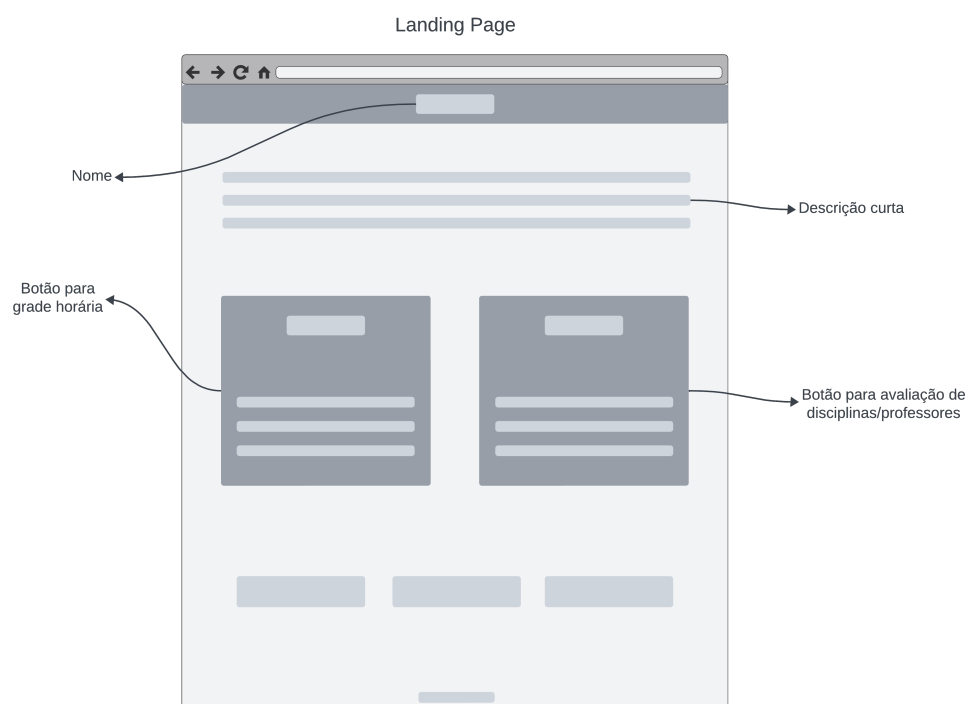 Landing Page
Nome
Descrição curta
Botão para
grade horária
Botão para avaliação de
disciplinas/professores